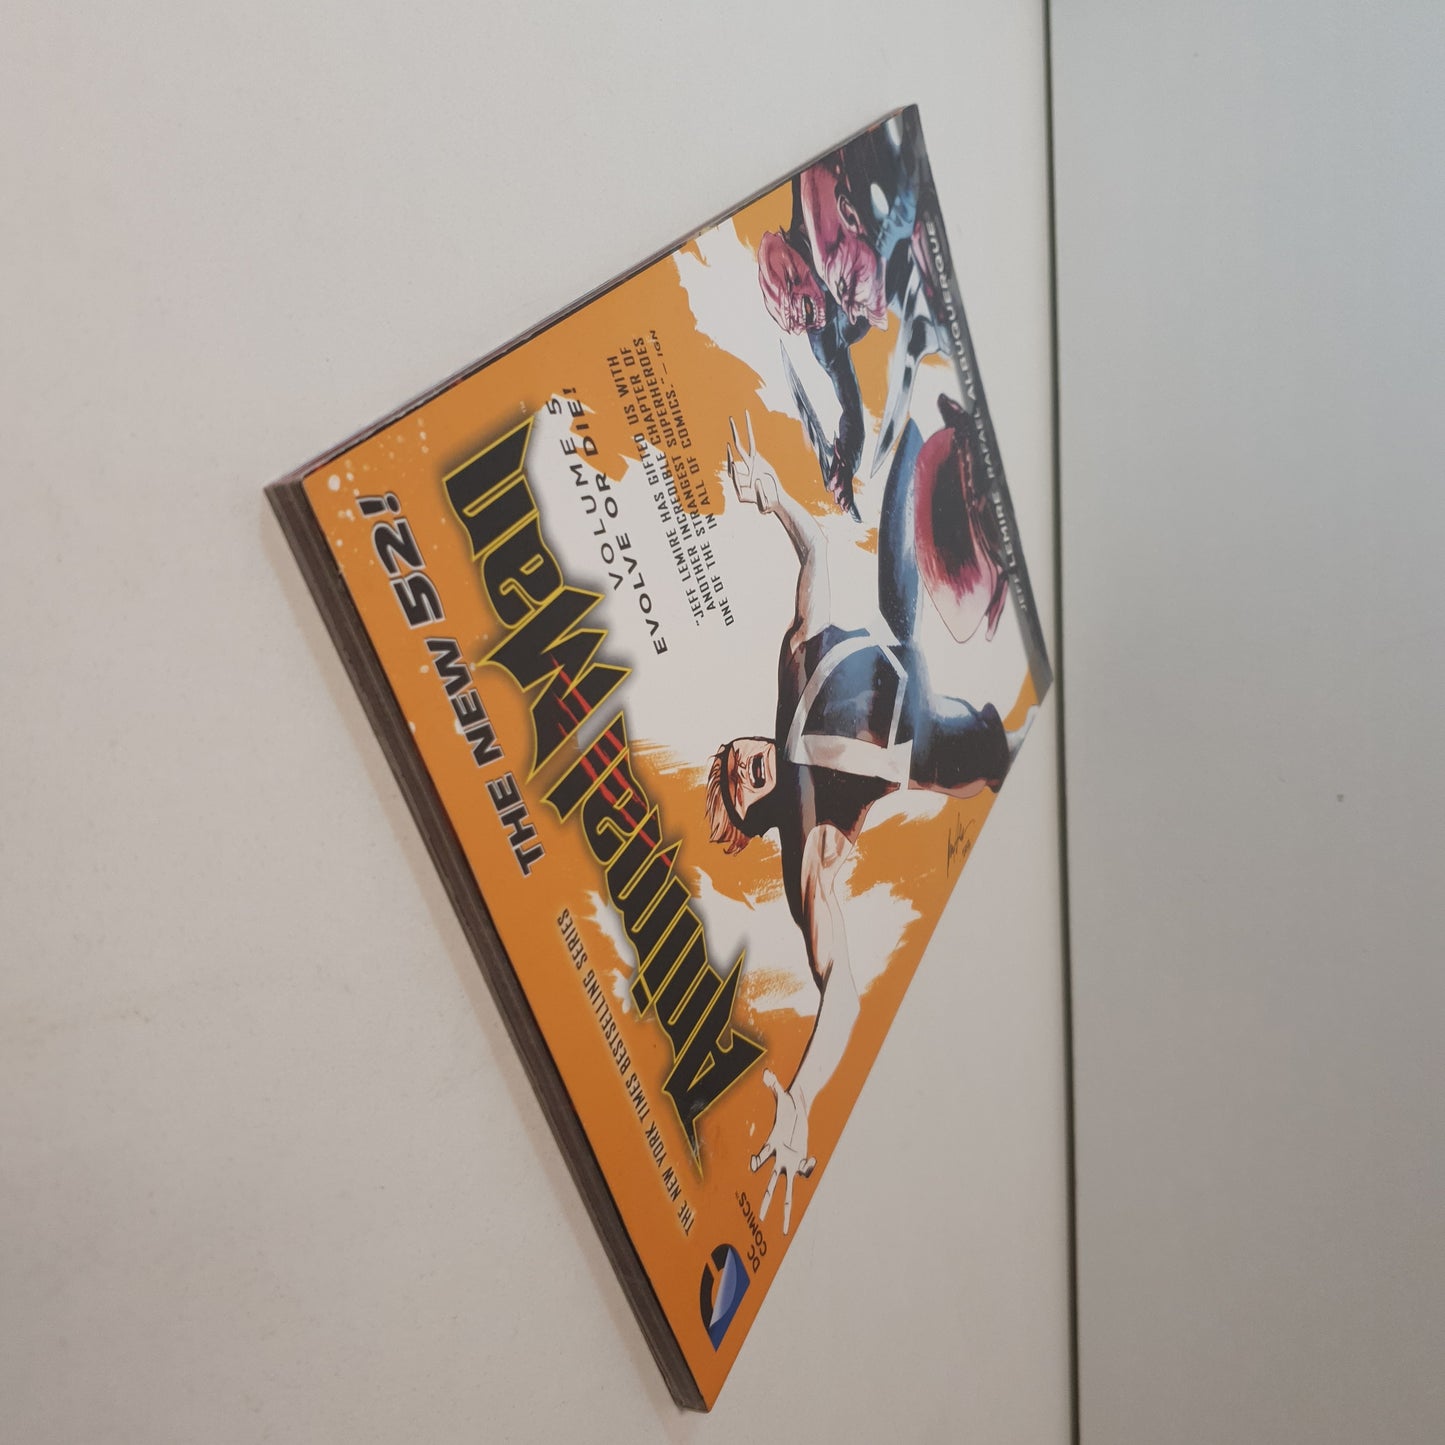 DC
COMICS™
THE NEW YORK TIMES BESTSELLING SERIES
THE NEW 52!
Animal Man™
VOLUME 5
EVOLVE OR DIE!
"JEFF LEMIRE HAS GIFTED US WITH
ANOTHER INCREDIBLE CHAPTER OF
ONE OF THE STRANGEST SUPERHEROES
IN ALL OF COMICS." — IGN
JEFF LEMIRE RAFAEL ALBUQUERQUE